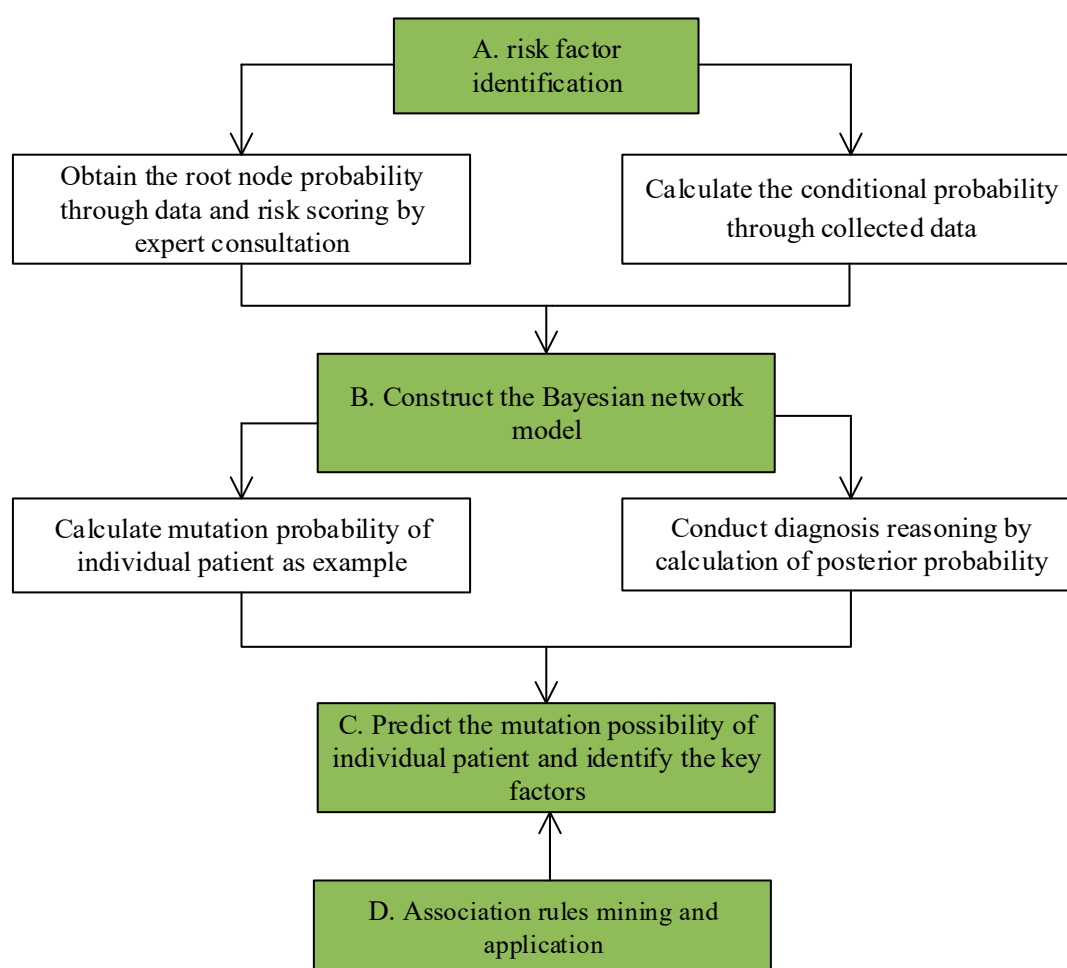 A. risk factor
identification
Obtain the root node probability
through data and risk scoring by
expert consultation
Calculate the conditional probability
through collected data
B. Construct the Bayesian network
model
Calculate mutation probability of
individual patient as example
Conduct diagnosis reasoning by
calculation of posterior probability
C. Predict the mutation possibility of
individual patient and identify the key
factors
D. Association rules mining and
application